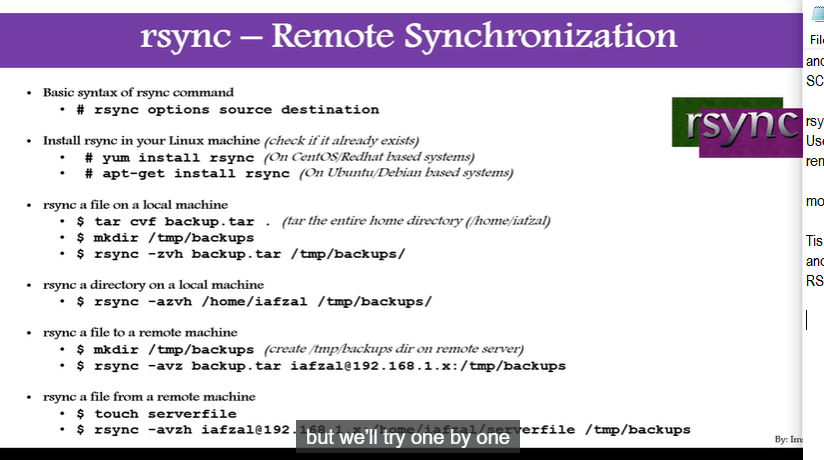 rsync – Remote Synchronization
• Basic syntax of rsync command
• # rsync options source destination
• Install rsync in your Linux machine (check if it already exists)
• # yum install rsync (On CentOS/Redhat based systems)
• # apt-get install rsync (On Ubuntu/Debian based systems)
• rsync a file on a local machine
• $ tar cvf backup.tar . (tar the entire home directory (/home/iafzal)
• $ mkdir /tmp/backups
• $ rsync -zvh backup.tar /tmp/backups/
• rsync a directory on a local machine
• $ rsync -azvh /home/iafzal /tmp/backups/
• rsync a file to a remote machine
• $ mkdir /tmp/backups (create /tmp/backups dir on remote server)
• $ rsync -avz backup.tar iafzal@192.168.1.x:/tmp/backups
• rsync a file from a remote machine
• $ touch serverfile
• $ rsync -avzh iafzal@192.168.1.x:/home/iafzal/serverfile /tmp/backups
but we'll try one by one
rsync
By: Im
File
and
SC
rsy
Use
ren
mo
Tis
and
RS